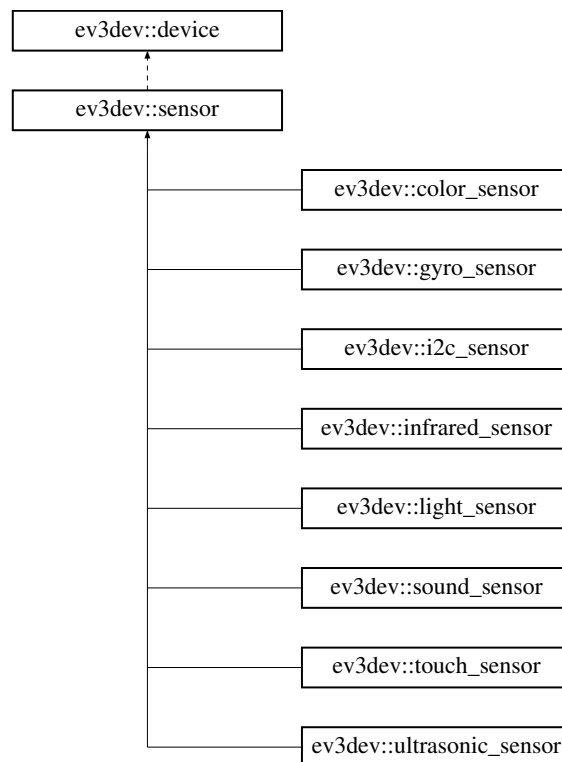 ev3dev::device
ev3dev::sensor
ev3dev::color_sensor
ev3dev::gyro_sensor
ev3dev::i2c_sensor
ev3dev::infrared_sensor
ev3dev::light_sensor
ev3dev::sound_sensor
ev3dev::touch_sensor
ev3dev::ultrasonic_sensor